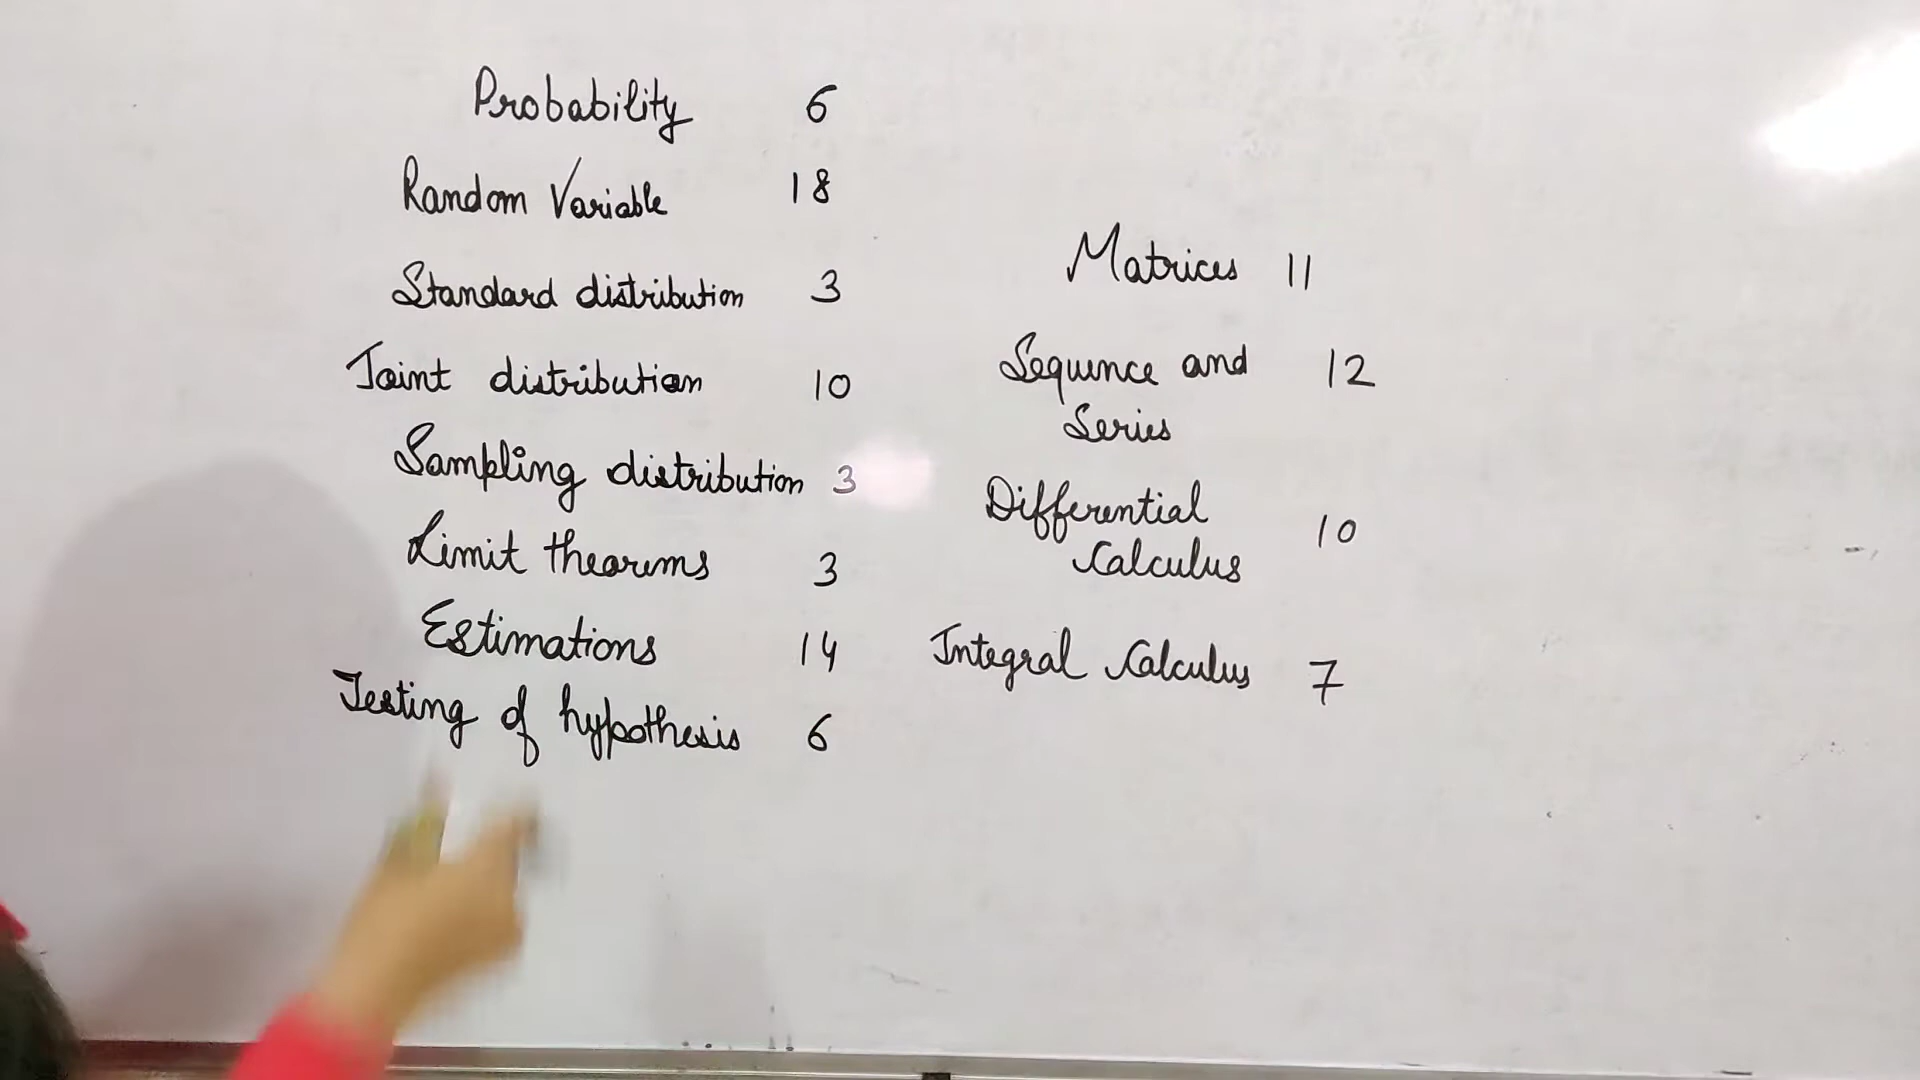 Probability 6
Random Variable 18
Standard distribution 3
Joint distribution 10
Sampling distribution 3
Limit theorems 3
Estimations 14
Testing of hypothesis 6
Matrices 11
Sequence and 12
Series
Differential
Calculus 10
Integral Calculus 7